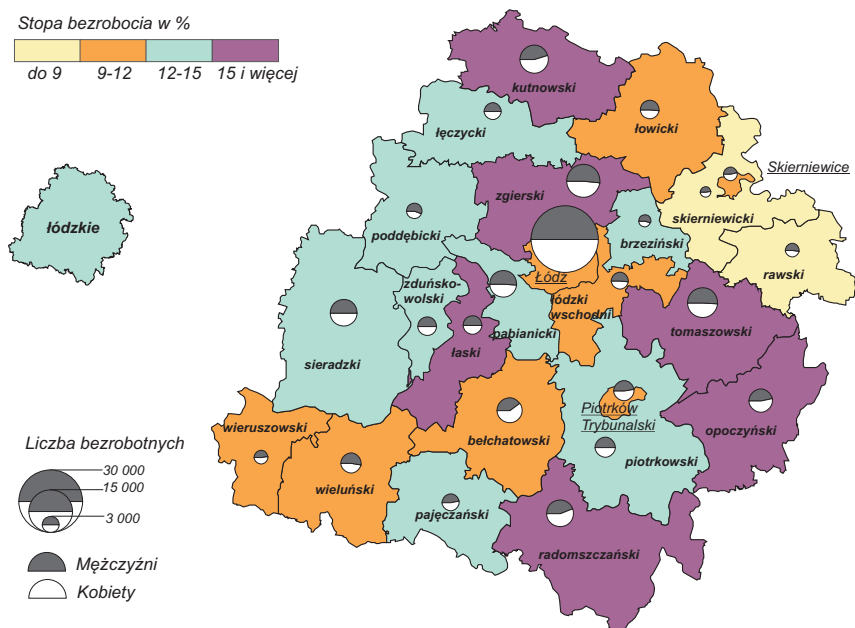 Stopa bezrobocia w %
do 9
9-12
12-15
15 i więcej
kutnowski
łęczycki
łowicki
Skierniewice
zgierski
skierniewicki
łódzkie
poddębicki
brzeziński
rawski
Łódź
zduńsko-
wolski
łódzki
wschodni
pabianicki
tomaszowski
łaski
sieradzki
Piotrków
Trybunalski
opoczyński
wieruszowski
bełchatowski
piotrkowski
wieluński
pajęczański
radomszczański
Liczba bezrobotnych
30 000
15 000
3 000
Mężczyźni
Kobiety